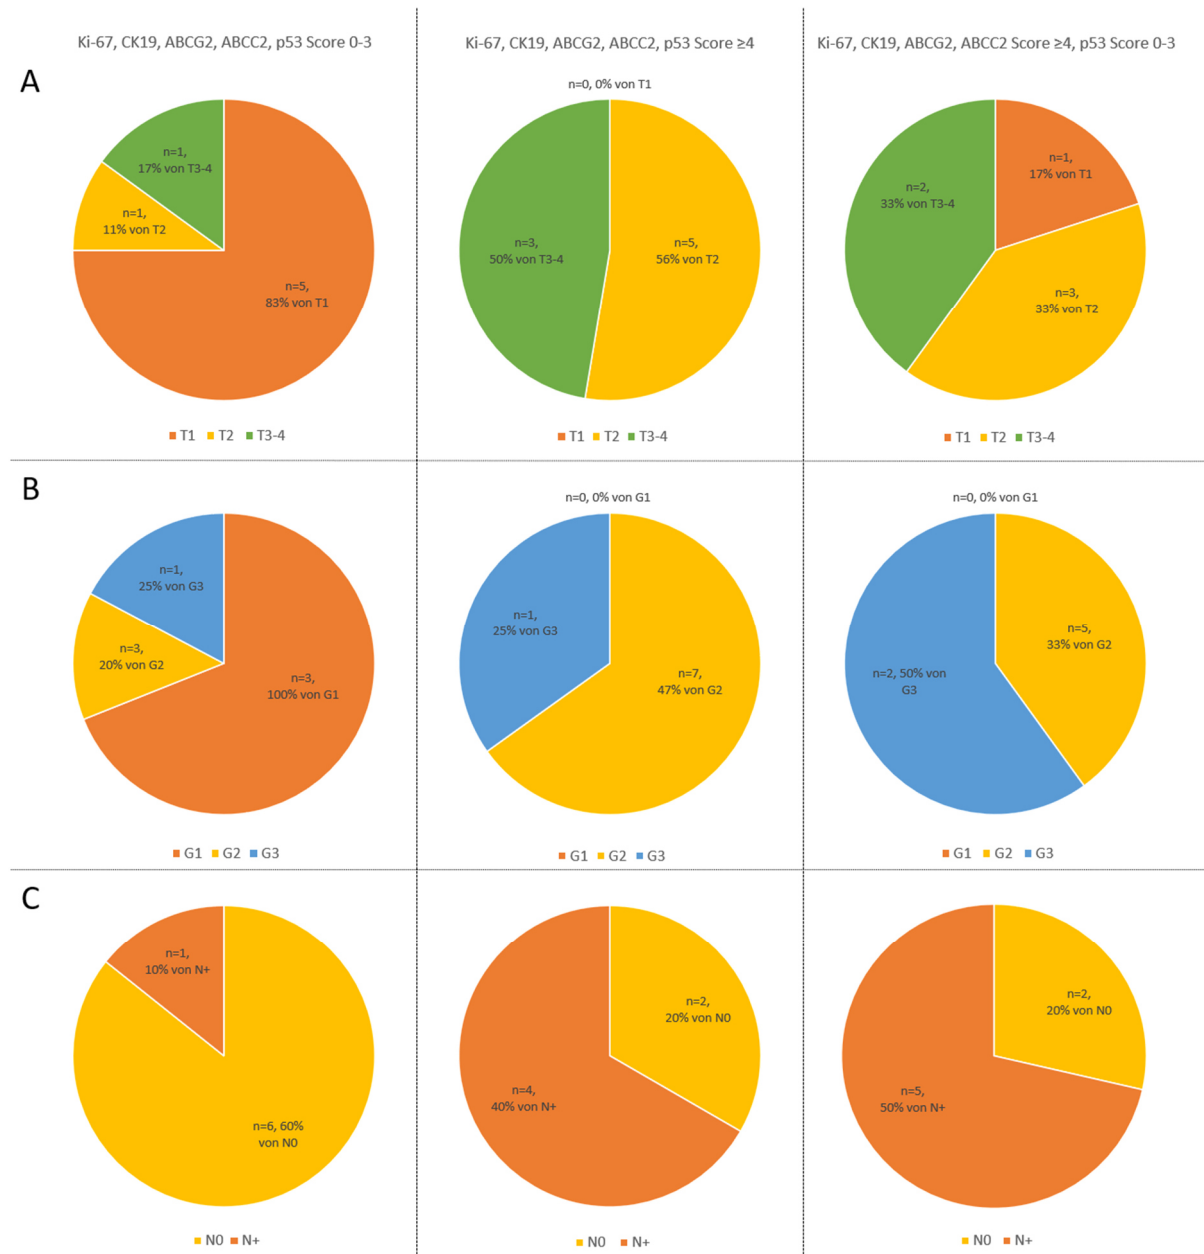 Ki-67, CK19, ABCG2, ABCC2, p53 Score 0-3
Ki-67, CK19, ABCG2, ABCC2, p53 Score ≥4
Ki-67, CK19, ABCG2, ABCC2 Score ≥4, p53 Score 0-3
A
n=1,
17% von T3-4
n=1,
11% von T2
n=5,
83% von T1
T1 T2 T3-4
n=0, 0% von T1
n=3,
50% von T3-4
n=5,
56% von T2
T1 T2 T3-4
n=1,
17% von T1
n=2,
33% von T3-4
n=3,
33% von T2
T1 T2 T3-4
B
n=1,
25% von G3
n=3,
20% von G2
n=3,
100% von G1
G1 G2 G3
n=0, 0% von G1
n=1,
25% von G3
n=7,
47% von G2
G1 G2 G3
n=0, 0% von G1
n=5,
33% von G2
n=2, 50% von
G3
G1 G2 G3
C
n=1,
10% von N+
n=6, 60%
von N0
N0 N+
n=2,
20% von N0
n=4,
40% von N+
N0 N+
n=2,
20% von N0
n=5,
50% von N+
N0 N+